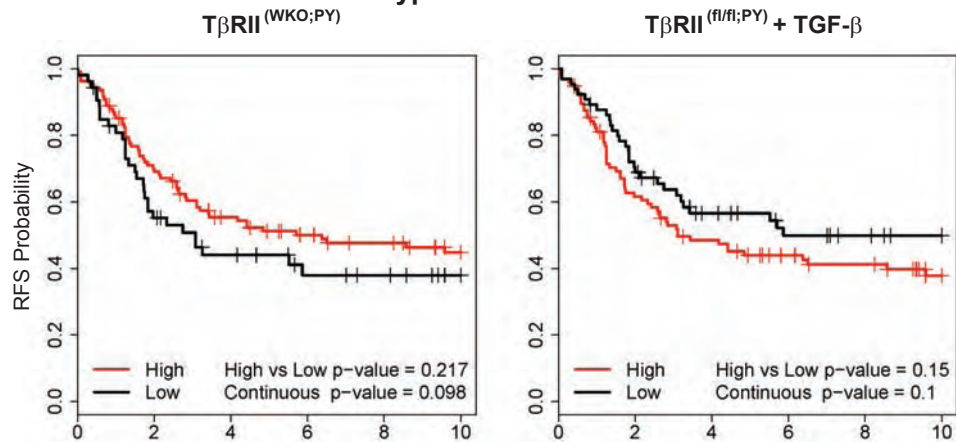 yp
TβRII(WKO;PY)
TβRII(fl/fl;PY) + TGF-β
RFS Probability
1.0
0.8
0.6
0.4
0.2
0.0
High High vs Low p-value = 0.217
Low Continuous p-value = 0.098
0 2 4 6 8 10
1.0
0.8
0.6
0.4
0.2
0.0
High High vs Low p-value = 0.15
Low Continuous p-value = 0.1
0 2 4 6 8 10